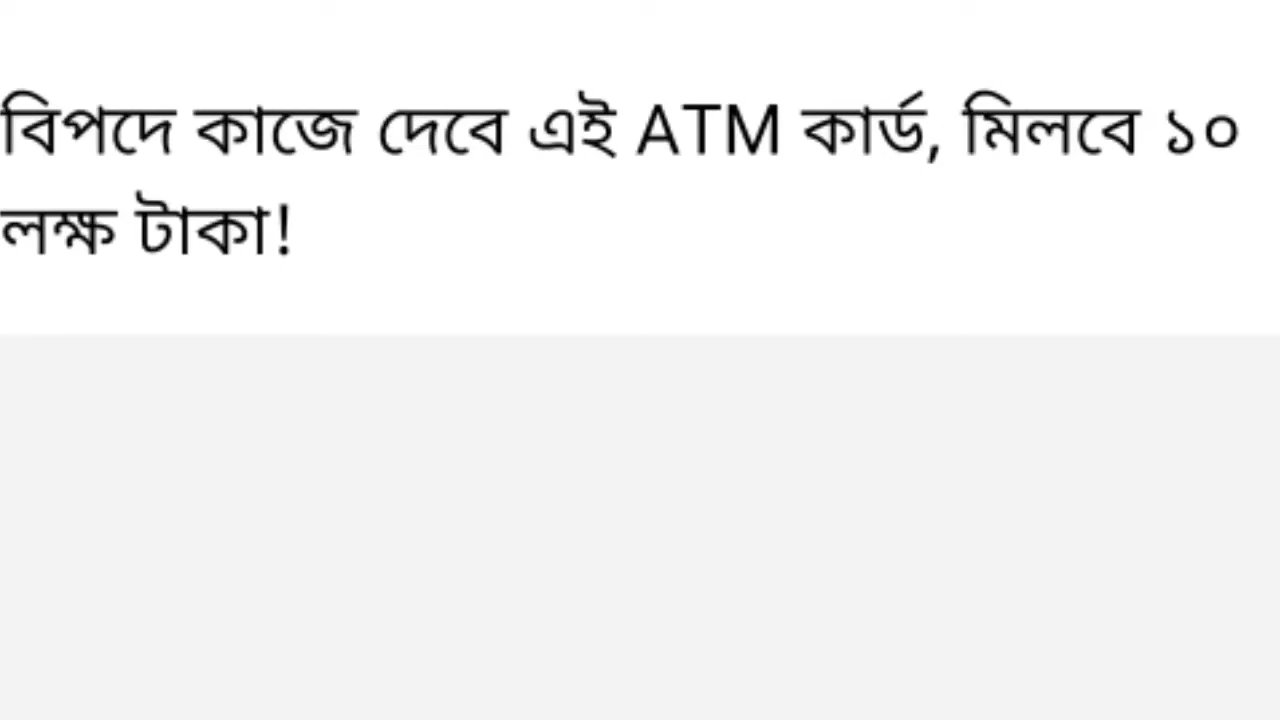 বিপদে কাজে দেবে এই ATM কার্ড, মিলবে ১০
লক্ষ টাকা!